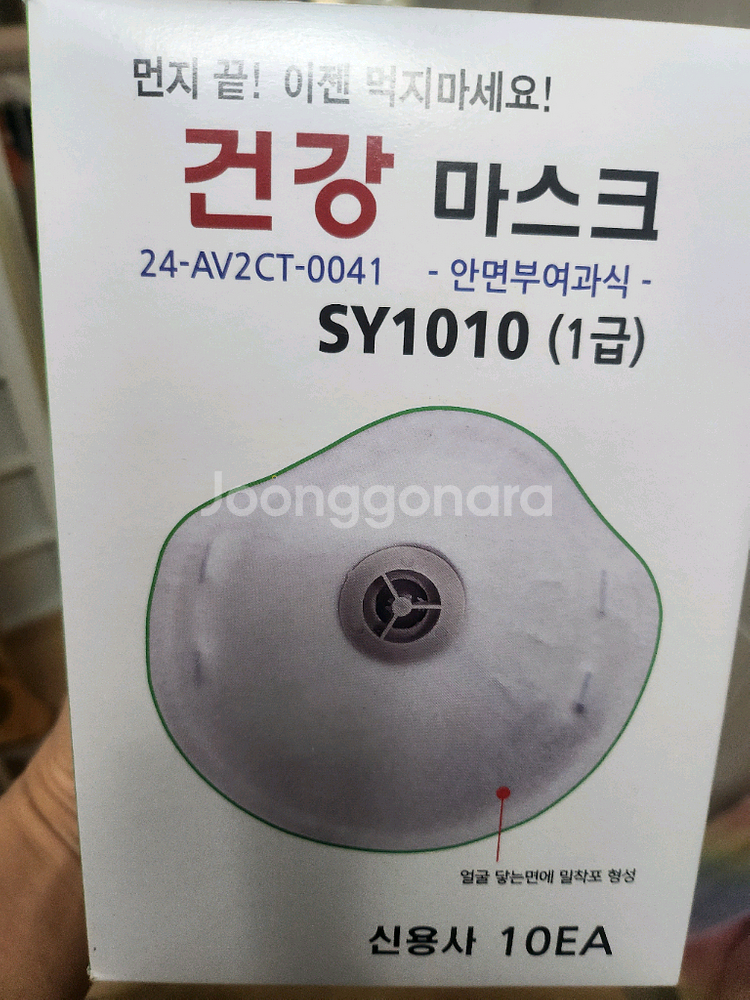 먼지 끝! 이젠 먹지마세요!
건강 마스크
24-AV2CT-0041 - 안면부여과식 -
SY1010 (1급)
Joonggonara
얼굴 닿는면에 밀착포 형성
신용사 10EA